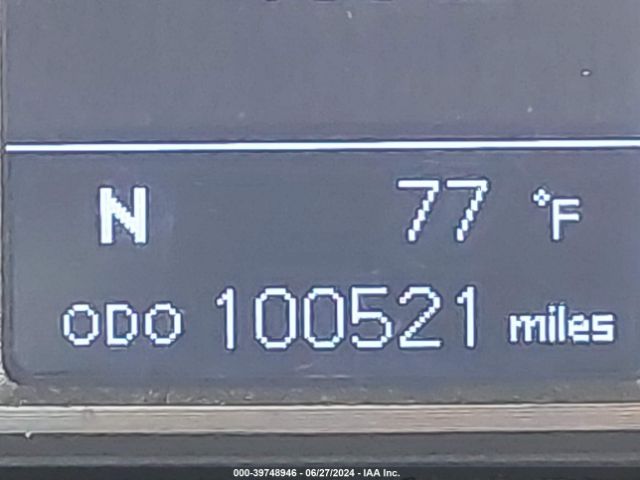 N 77 °F
ODO 100521 miles
000-39748946 - 06/27/2024 - IAA Inc.